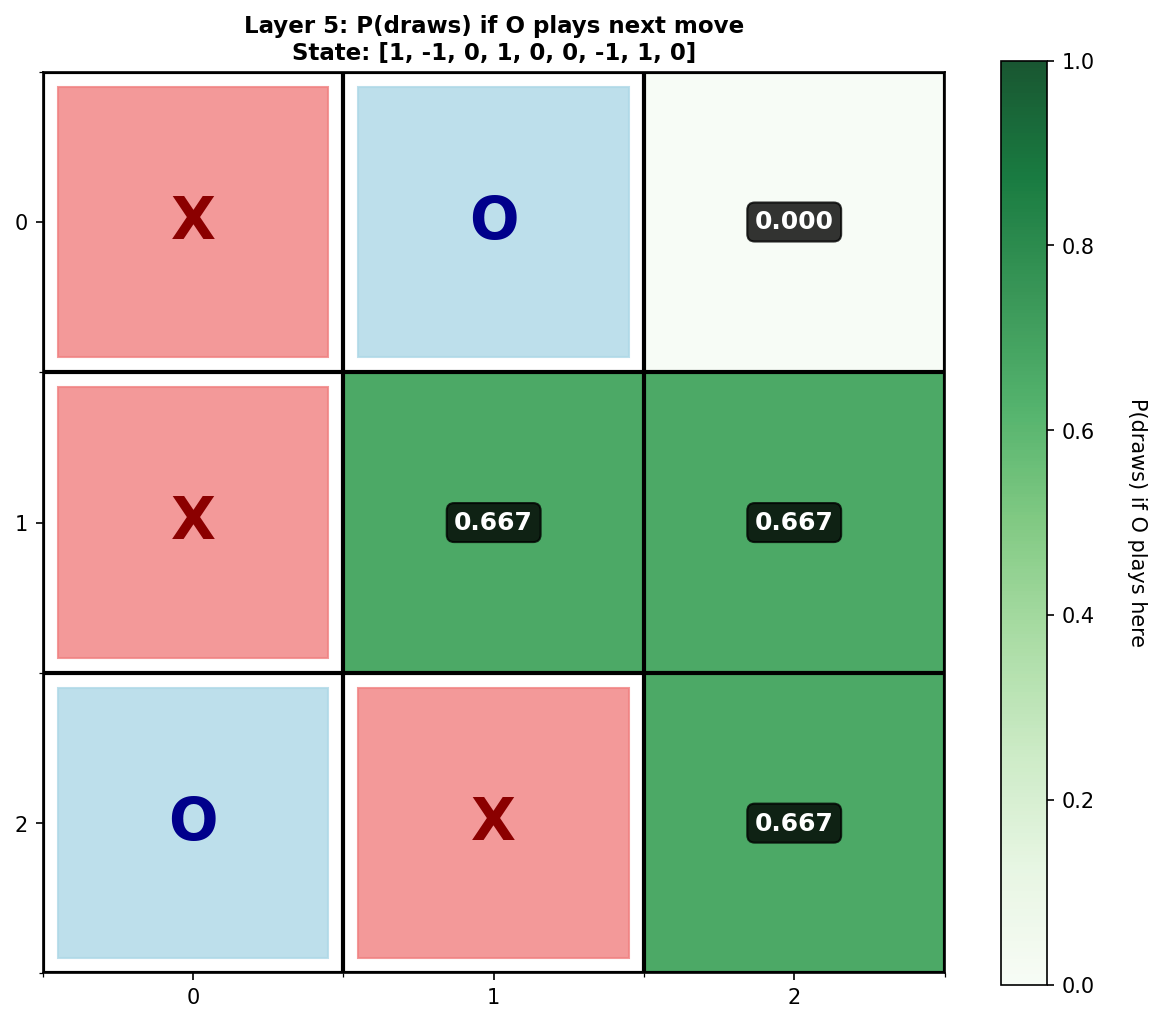 Layer 5: P(draws) if O plays next move
State: [1, -1, 0, 1, 0, 0, -1, 1, 0]
X
O
0.000
X
0.667
0.667
O
X
0.667
0
1
2
0
1
2
1.0
0.8
0.6
0.4
0.2
0.0
P(draws) if O plays here